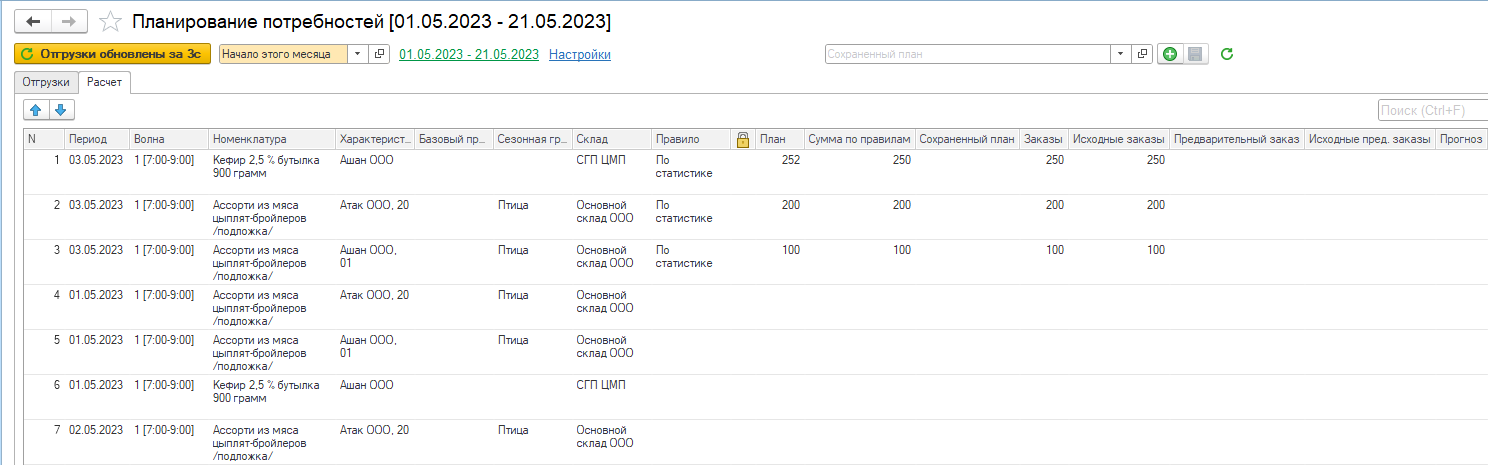 Планирование потребностей [01.05.2023 - 21.05.2023]
Отгрузки обновлены за 3с Начало этого месяца 01.05.2023 - 21.05.2023 Настройки Сохраненный план
Отгрузки Расчет
Поиск (Ctrl+F)
N Период Волна Номенклатура Характерист... Базовый пр... Сезонная гр... Склад Правило План Сумма по правилам Сохраненный план Заказы Исходные заказы Предварительный заказ Исходные пред. заказы Прогноз
1 03.05.2023 1 [7:00-9:00] Кефир 2,5 % бутылка Ашан ООО СГП ЦМП По 252 250 250 250
900 грамм статистике
2 03.05.2023 1 [7:00-9:00] Ассорти из мяса Атак ООО, 20 Птица Основной По 200 200 200 200
цыплят-бройлеров склад ООО статистике
/подложка/
3 03.05.2023 1 [7:00-9:00] Ассорти из мяса Ашан ООО, Птица Основной По 100 100 100 100
цыплят-бройлеров 01 склад ООО статистике
/подложка/
4 01.05.2023 1 [7:00-9:00] Ассорти из мяса Атак ООО, 20 Птица Основной
цыплят-бройлеров склад ООО
/подложка/
5 01.05.2023 1 [7:00-9:00] Ассорти из мяса Ашан ООО, Птица Основной
цыплят-бройлеров 01 склад ООО
/подложка/
6 01.05.2023 1 [7:00-9:00] Кефир 2,5 % бутылка Ашан ООО СГП ЦМП
900 грамм
7 02.05.2023 1 [7:00-9:00] Ассорти из мяса Атак ООО, 20 Птица Основной
цыплят-бройлеров склад ООО
/подложка/